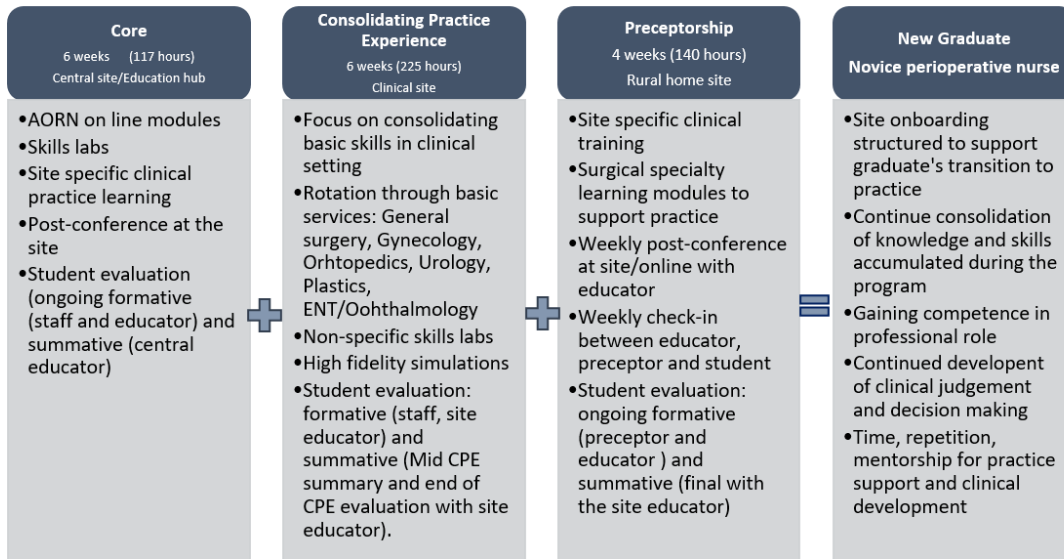 Core
6 weeks (117 hours)
Central site/Education hub
•AORN on line modules
•Skills labs
•Site specific clinical
practice learning
•Post-conference at the
site
•Student evaluation
(ongoing formative
(staff and educator) and
summative (central
educator)
Consolidating Practice
Experience
6 weeks (225 hours)
Clinical site
•Focus on consolidating
basic skills in clinical
setting
•Rotation through basic
services: General
surgery, Gynecology,
Orhtopedics, Urology,
Plastics,
ENT/Oohthalmology
•Non-specific skills labs
•High fidelity simulations
•Student evaluation:
formative (staff, site
educator) and
summative (Mid CPE
summary and end of
CPE evaluation with site
educator).
Preceptorship
4 weeks (140 hours)
Rural home site
•Site specific clinical
training
•Surgical specialty
learning modules to
support practice
•Weekly post-conference
at site/online with
educator
•Weekly check-in
between educator,
preceptor and student
•Student evaluation:
ongoing formative
(preceptor and
educator ) and
summative (final with
the site educator)
New Graduate
Novice perioperative nurse
•Site onboarding
structured to support
graduate's transition to
practice
•Continue consolidation
of knowledge and skills
accumulated during the
program
•Gaining competence in
professional role
•Continued developent
of clinical judgement
and decision making
•Time, repetition,
mentorship for practice
support and clinical
development